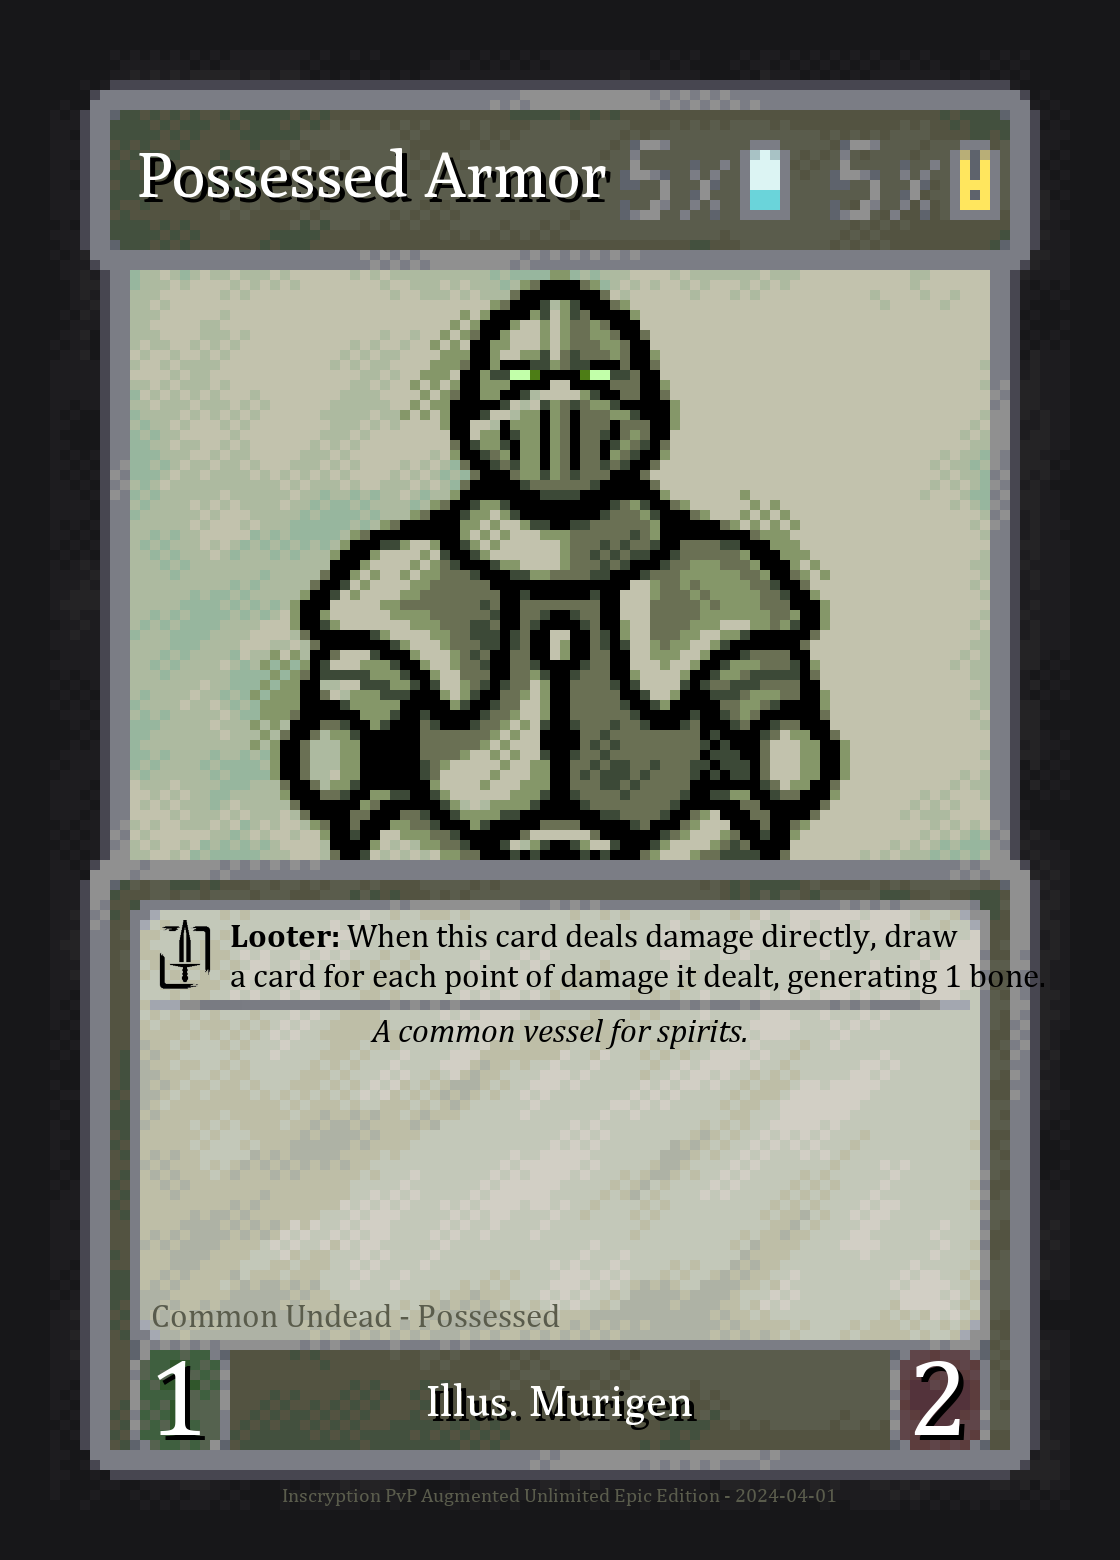 Possessed Armor 5x 5x
Looter: When this card deals damage directly, draw
a card for each point of damage it dealt, generating 1 bone.
A common vessel for spirits.
Common Undead - Possessed
1 Illus. Murigen 2
Inscryption PvP Augmented Unlimited Epic Edition - 2024-04-01